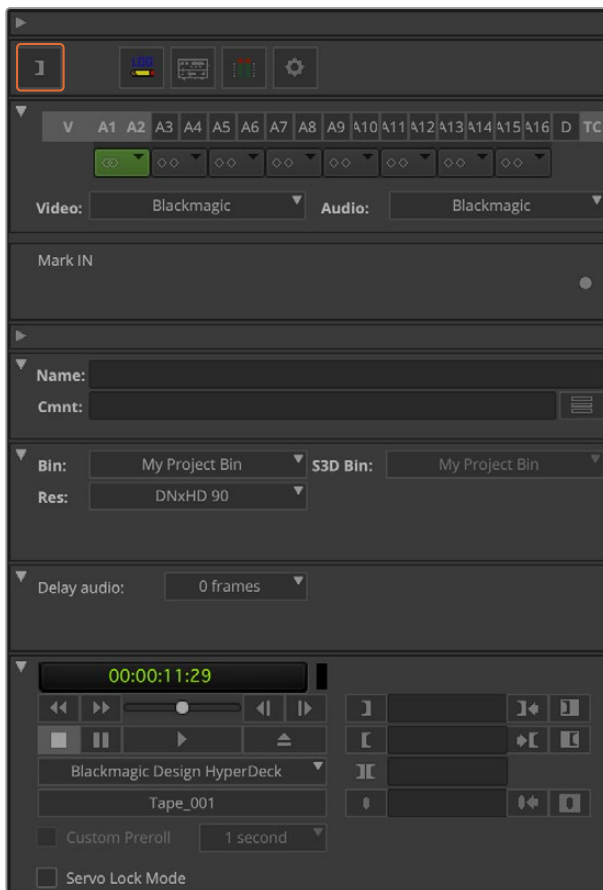 LOG
V A1 A2 A3 A4 A5 A6 A7 A8 A9 A10 A11 A12 A13 A14 A15 A16 D TC
Video: Blackmagic Audio: Blackmagic
Mark IN
Name:
Cmnt:
Bin: My Project Bin S3D Bin: My Project Bin
Res: DNxHD 90
Delay audio: 0 frames
00:00:11:29
Blackmagic Design HyperDeck
Tape_001
Custom Preroll 1 second
Servo Lock Mode